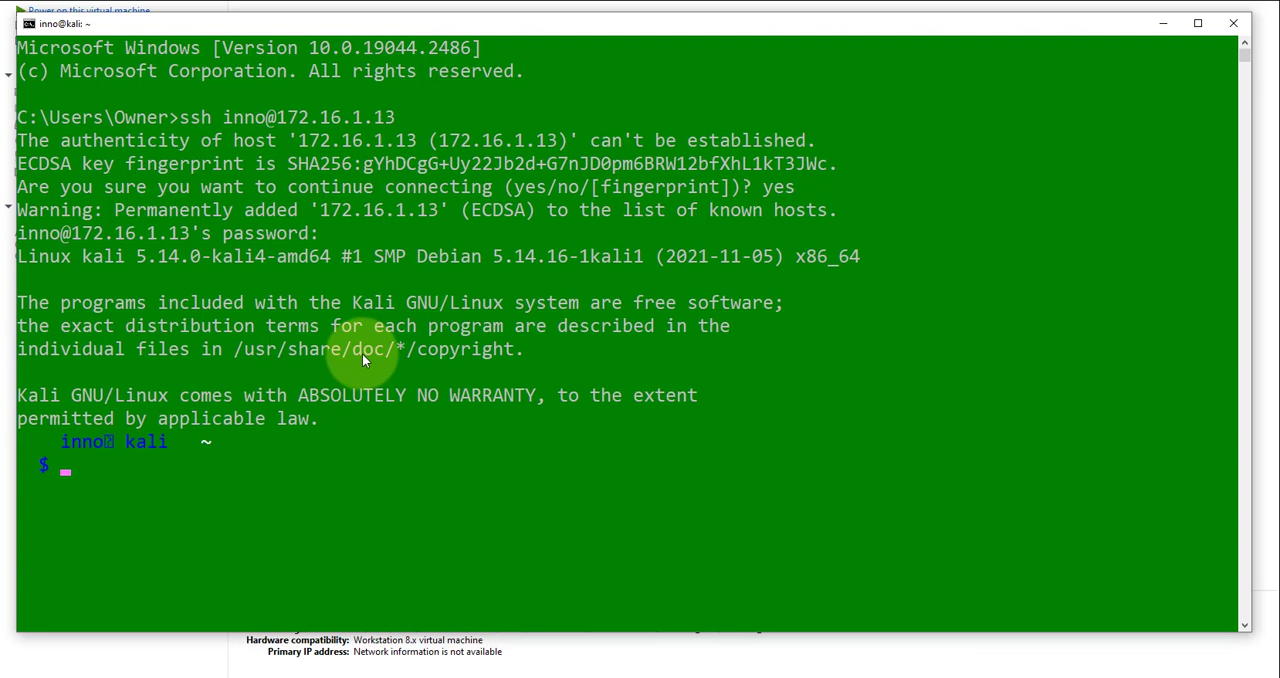 Power on this virtual machine
inno@kali: ~
Microsoft Windows [Version 10.0.19044.2486]
(c) Microsoft Corporation. All rights reserved.
C:\Users\Owner>ssh inno@172.16.1.13
The authenticity of host '172.16.1.13 (172.16.1.13)' can't be established.
ECDSA key fingerprint is SHA256:gYhDCgG+Uy22Jb2d+G7nJD0pm6BRW12bfXhL1kT3JWc.
Are you sure you want to continue connecting (yes/no/[fingerprint])? yes
Warning: Permanently added '172.16.1.13' (ECDSA) to the list of known hosts.
inno@172.16.1.13's password:
Linux kali 5.14.0-kali4-amd64 #1 SMP Debian 5.14.16-1kali1 (2021-11-05) x86_64
The programs included with the Kali GNU/Linux system are free software;
the exact distribution terms for each program are described in the
individual files in /usr/share/doc/*/copyright.
Kali GNU/Linux comes with ABSOLUTELY NO WARRANTY, to the extent
permitted by applicable law.
inno kali ~
$
Hardware compatibility: Workstation 8.x virtual machine
Primary IP address: Network information is not available